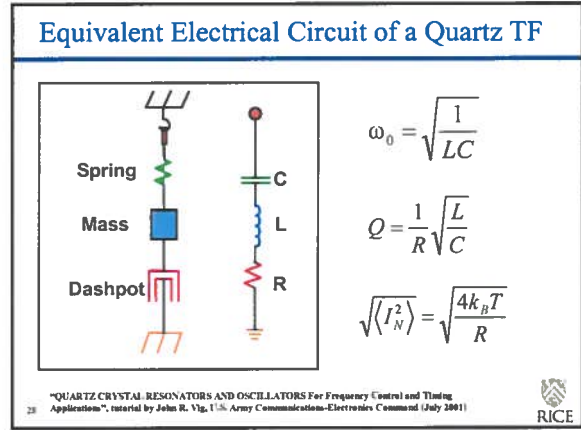 Equivalent Electrical Circuit of a Quartz TF
Spring
Mass
Dashpot
C
L
R
ω₀ = √(1/LC)
Q = (1/R)√(L/C)
√⟨I_N²⟩ = √(4k_BT/R)
"QUARTZ CRYSTAL RESONATORS AND OSCILLATORS For Frequency Control and Timing
28 Applications", tutorial by John R. Vig, U.S. Army Communications-Electronics Command (July 2001)
RICE